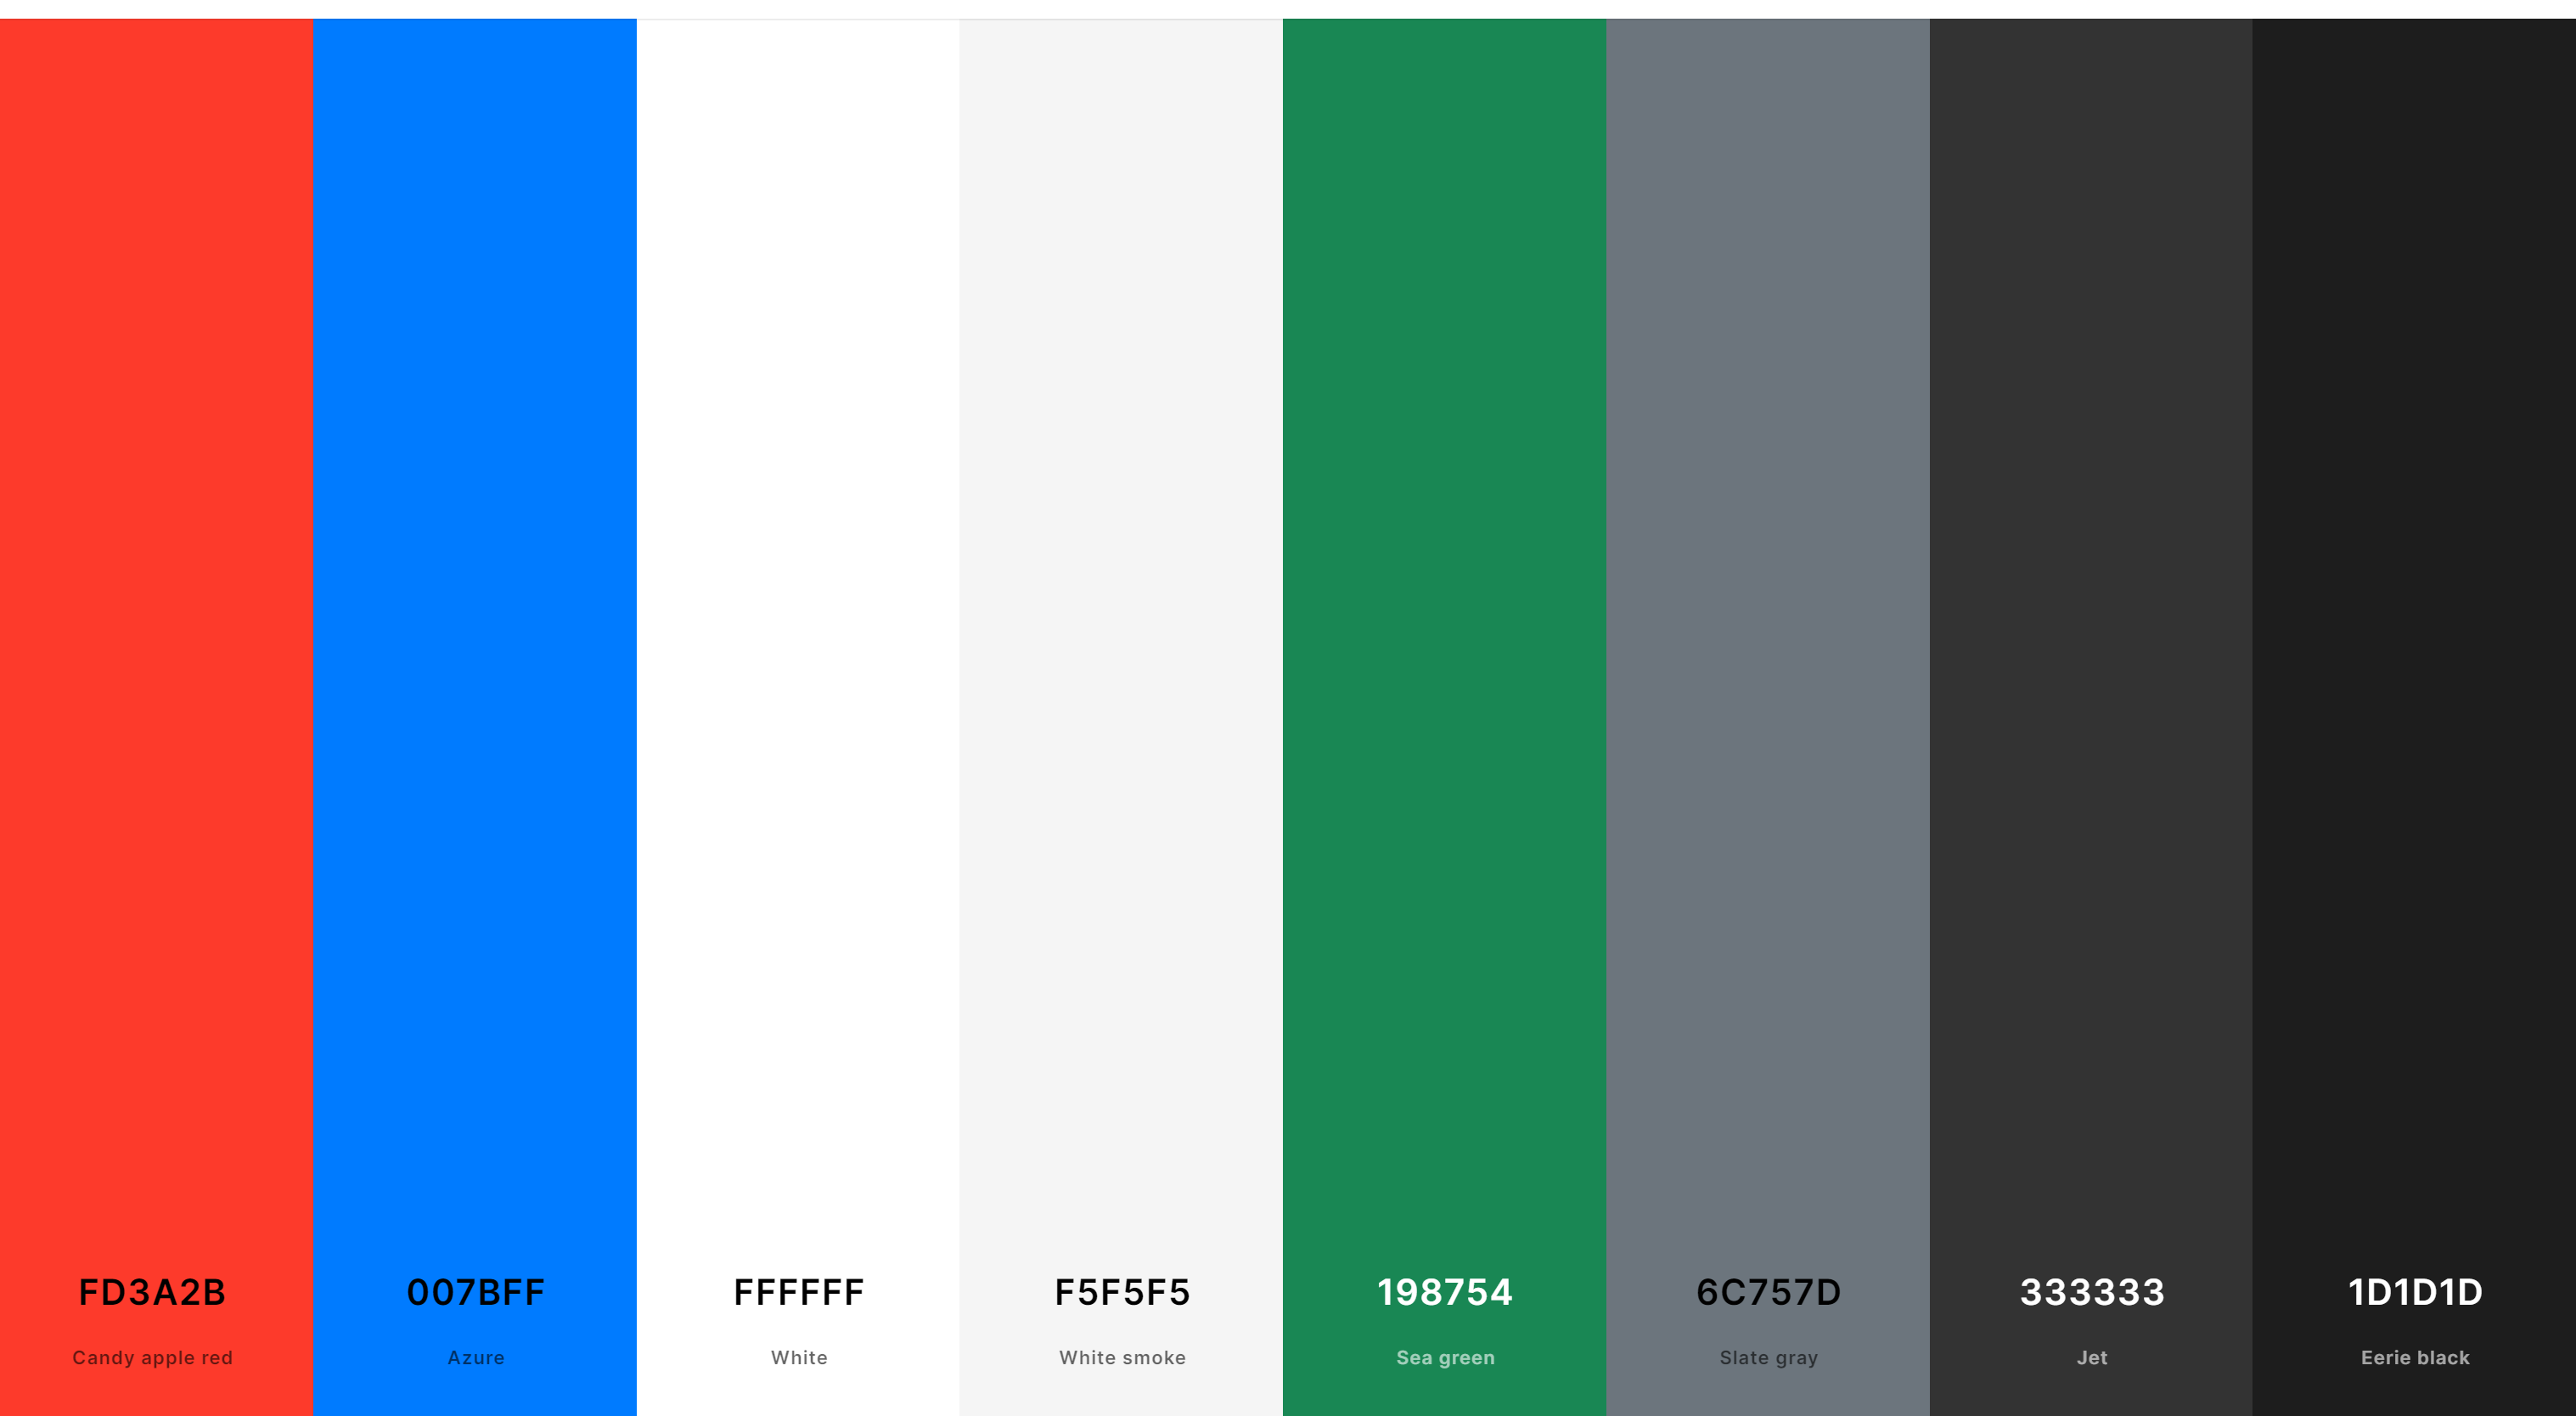 FD3A2B
Candy apple red
007BFF
Azure
FFFFFF
White
F5F5F5
White smoke
198754
Sea green
6C757D
Slate gray
333333
Jet
1D1D1D
Eerie black